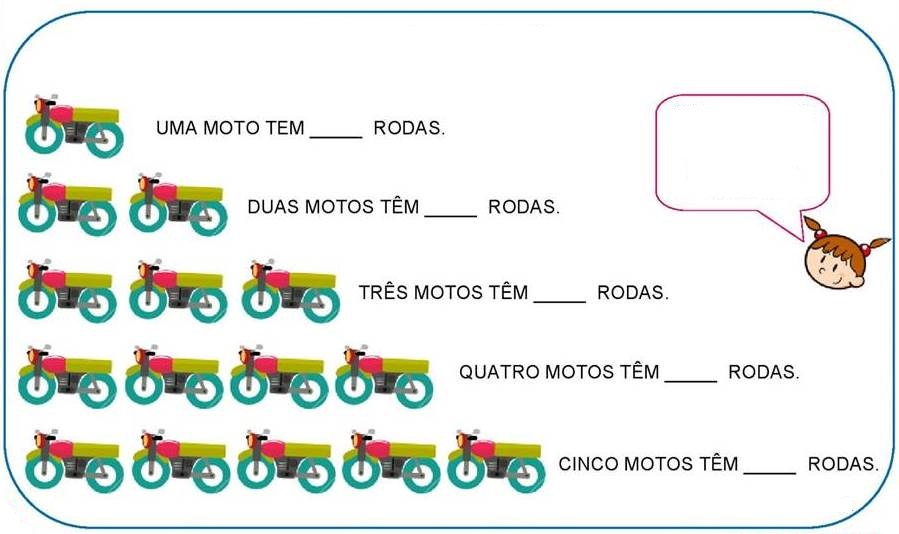 UMA MOTO TEM _____ RODAS.
DUAS MOTOS TÊM _____ RODAS.
TRÊS MOTOS TÊM _____ RODAS.
QUATRO MOTOS TÊM _____ RODAS.
CINCO MOTOS TÊM _____ RODAS.